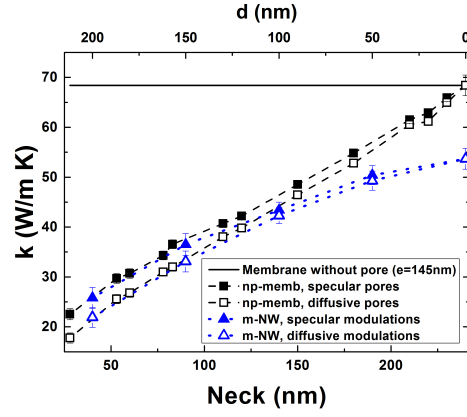 d (nm)
200 150 100 50 0
70
60
50
40
30
20
k (W/m K)
Membrane without pore (e=145nm)
np-memb, specular pores
np-memb, diffusive pores
m-NW, specular modulations
m-NW, diffusive modulations
50 100 150 200
Neck (nm)